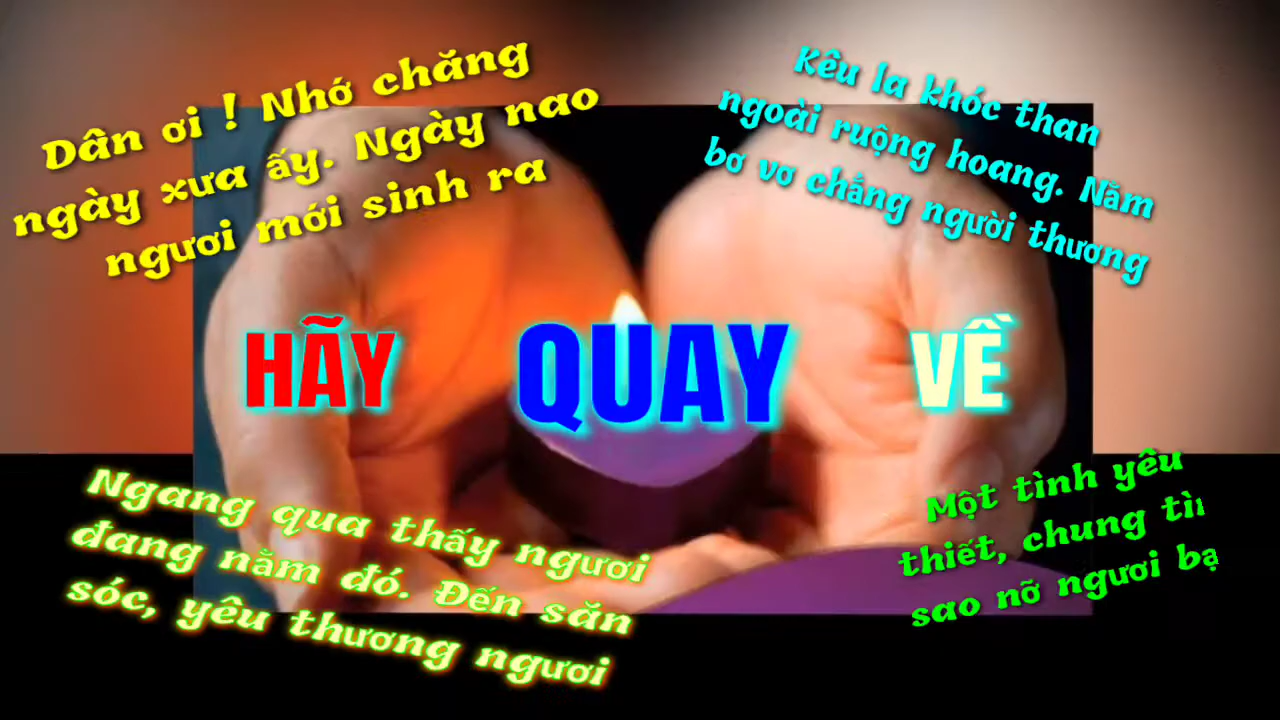 Dân ơi ! Nhớ chăng
ngày xưa ấy. Ngày nao
ngươi mới sinh ra
Kêu la khóc than
ngoài ruộng hoang. Nằm
bơ vơ chẳng người thương
HÃY QUAY VỀ
Ngang qua thấy ngươi
đang nằm đó. Đến săn
sóc, yêu thương ngươi
Một tình yêu
thiết, chung
sao nỡ ngươi